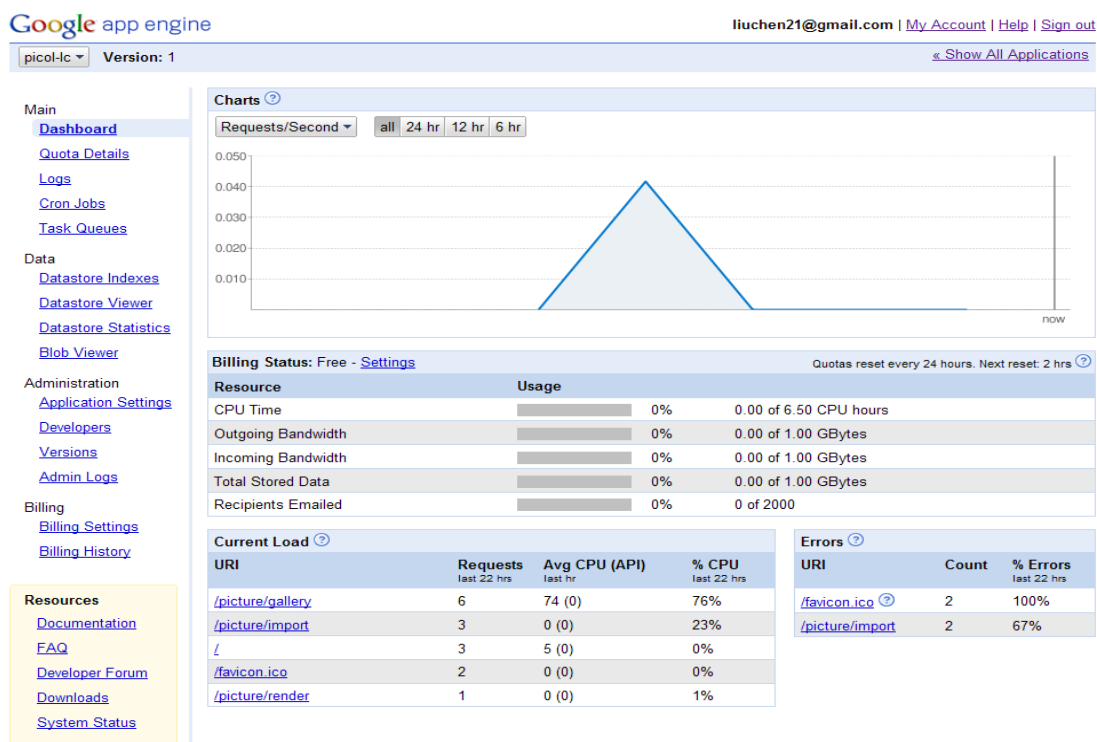 Google app engine
liuchen21@gmail.com | My Account | Help | Sign out
picol-lc Version: 1
« Show All Applications
Main
Dashboard
Quota Details
Logs
Cron Jobs
Task Queues
Data
Datastore Indexes
Datastore Viewer
Datastore Statistics
Blob Viewer
Administration
Application Settings
Developers
Versions
Admin Logs
Billing
Billing Settings
Billing History
Resources
Documentation
FAQ
Developer Forum
Downloads
System Status
Charts ?
Requests/Second all 24 hr 12 hr 6 hr
0.050
0.040
0.030
0.020
0.010
now
Billing Status: Free - Settings Quotas reset every 24 hours. Next reset: 2 hrs ?
Resource Usage
CPU Time 0% 0.00 of 6.50 CPU hours
Outgoing Bandwidth 0% 0.00 of 1.00 GBytes
Incoming Bandwidth 0% 0.00 of 1.00 GBytes
Total Stored Data 0% 0.00 of 1.00 GBytes
Recipients Emailed 0% 0 of 2000
Current Load ?
URI Requests Avg CPU (API) % CPU
last 22 hrs last hr last 22 hrs
/picture/gallery 6 74 (0) 76%
/picture/import 3 0 (0) 23%
/ 3 5 (0) 0%
/favicon.ico 2 0 (0) 0%
/picture/render 1 0 (0) 1%
Errors ?
URI Count % Errors
last 22 hrs
/favicon.ico ? 2 100%
/picture/import 2 67%